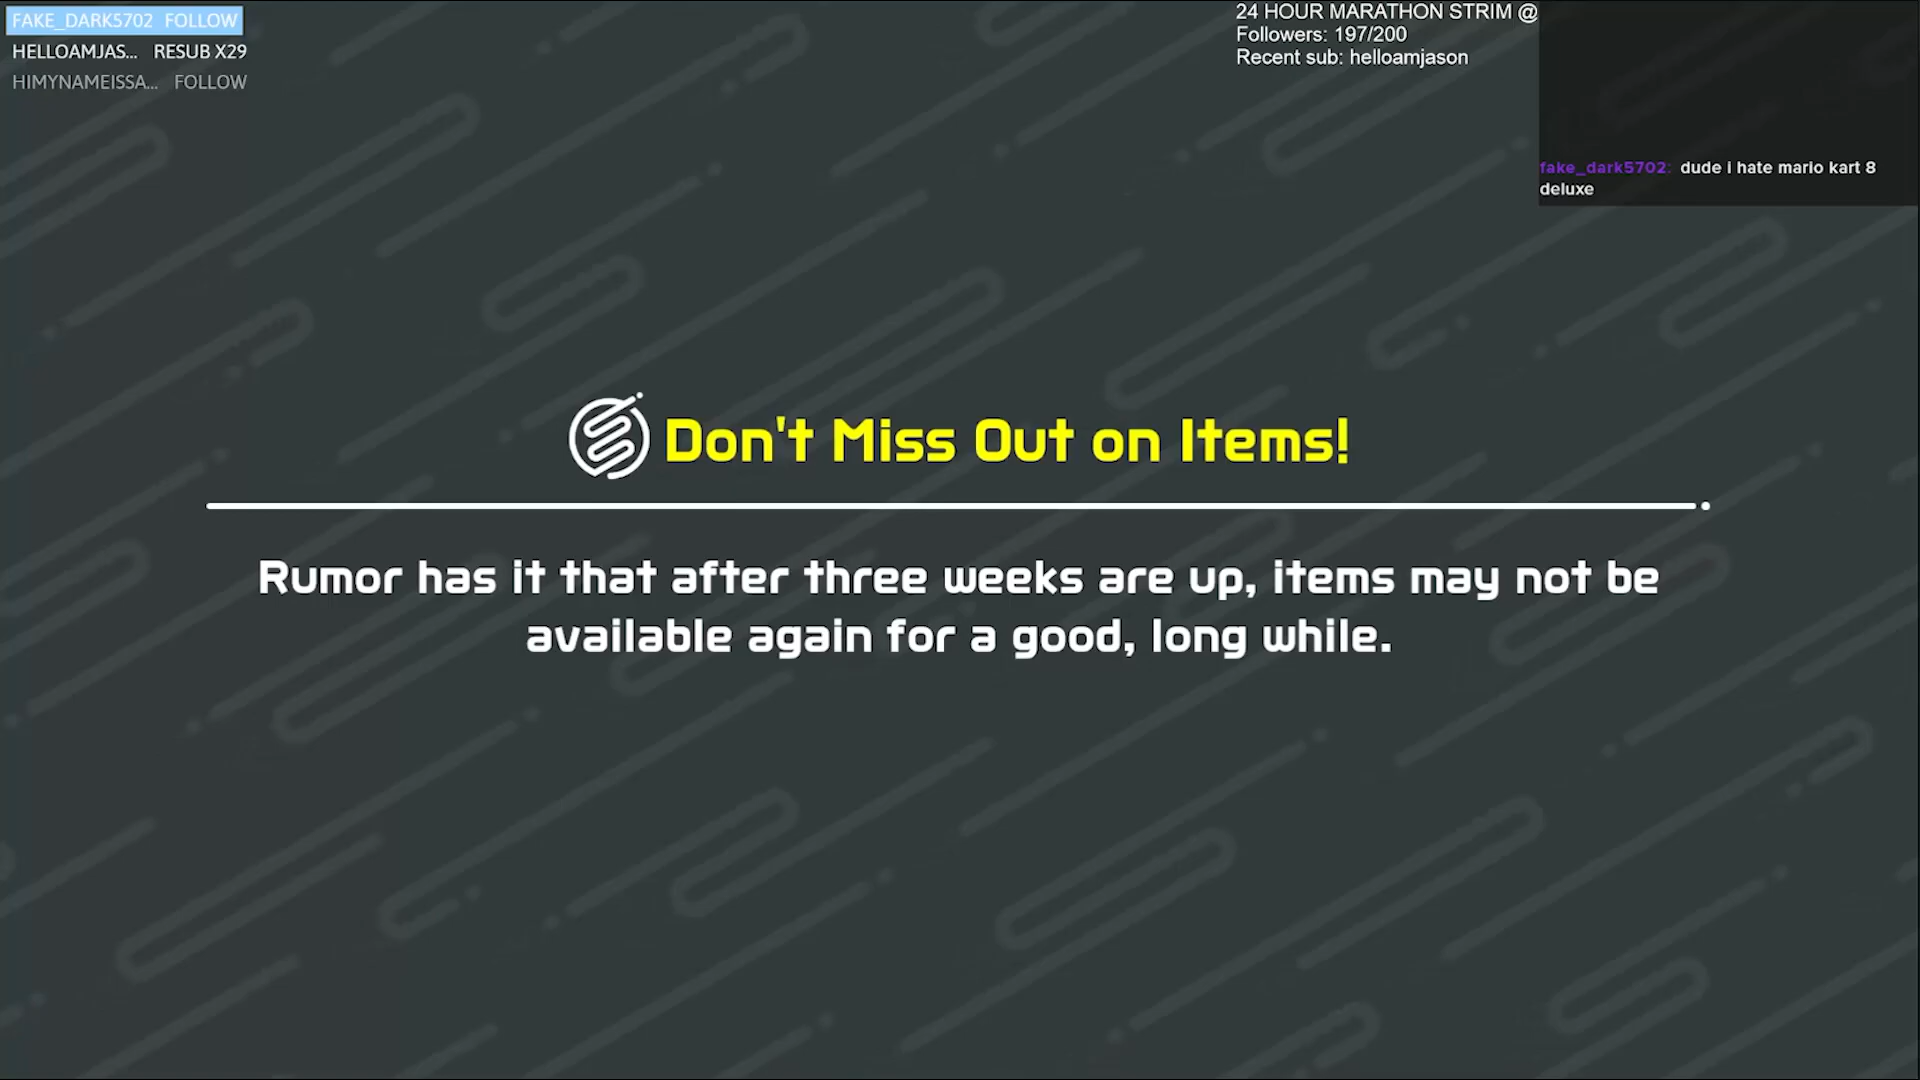 FAKE_DARK5702 FOLLOW
HELLOAMJAS... RESUB X29
HIMYNAMEISSA... FOLLOW
24 HOUR MARATHON STRIM @
Followers: 197/200
Recent sub: helloamjason
fake_dark5702: dude i hate mario kart 8
deluxe
Don't Miss Out on Items!
Rumor has it that after three weeks are up, items may not be
available again for a good, long while.